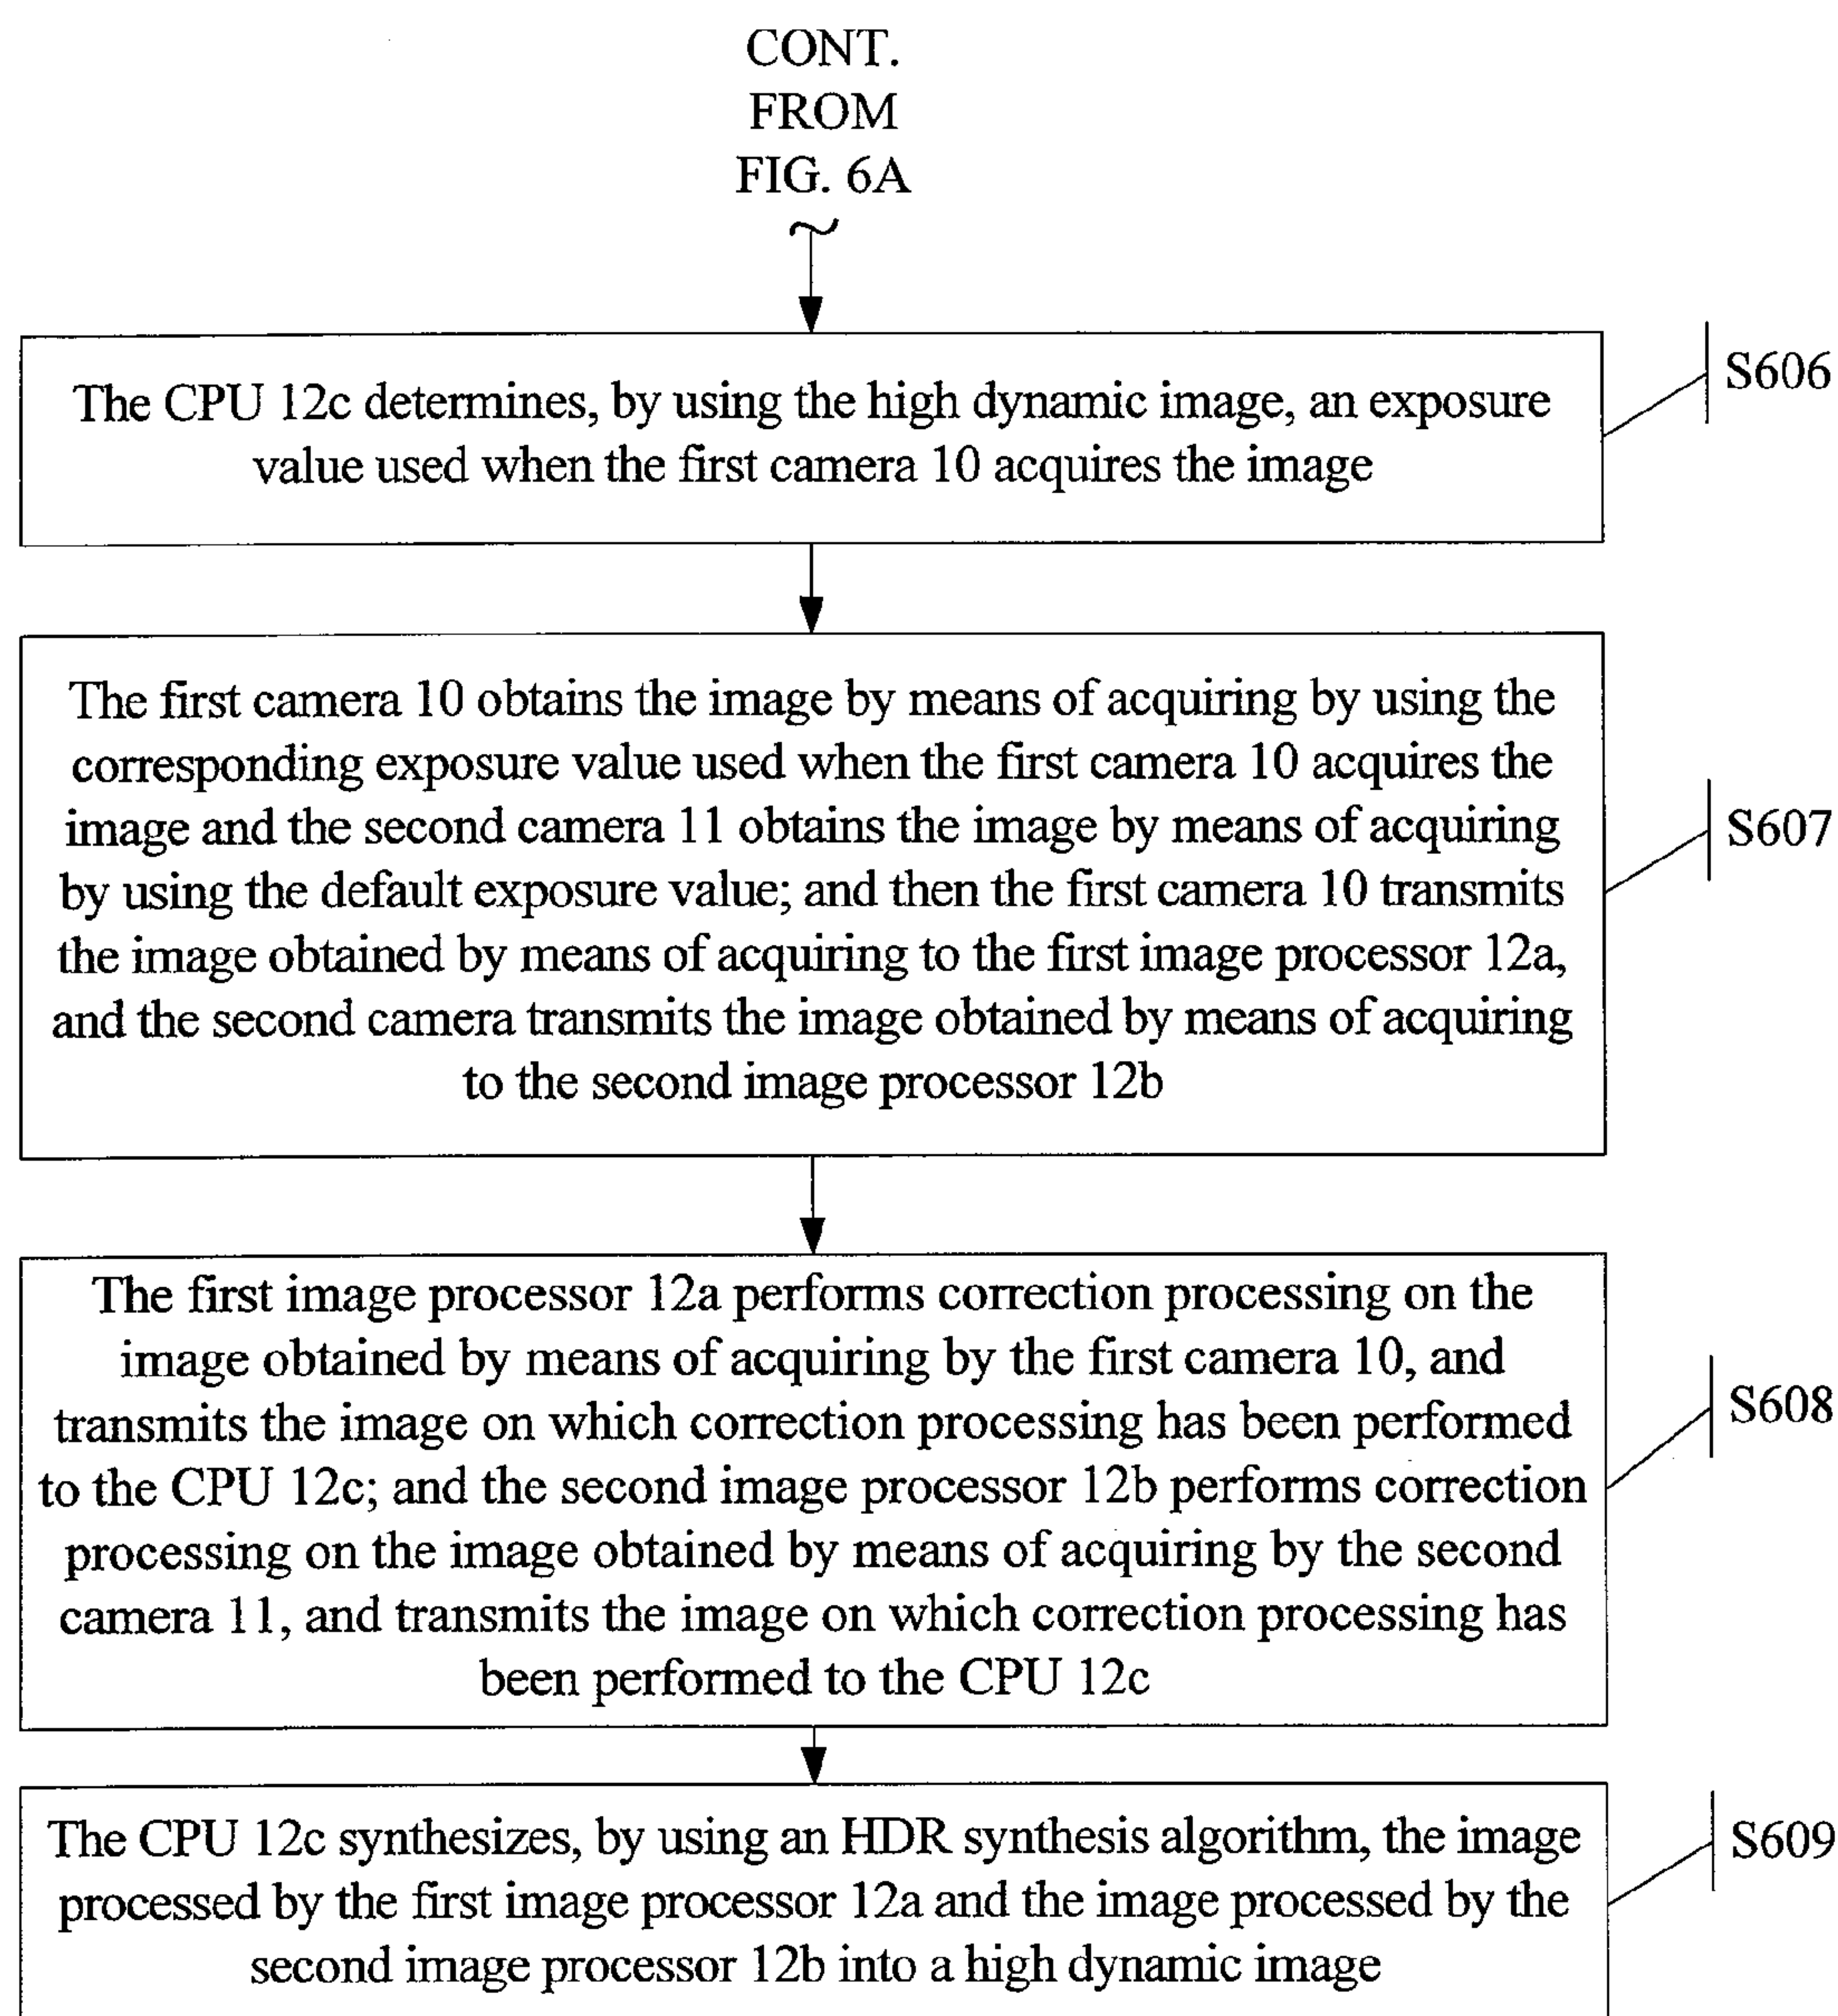 CONT.
FROM
FIG. 6A
The CPU 12c determines, by using the high dynamic image, an exposure
value used when the first camera 10 acquires the image
S606
The first camera 10 obtains the image by means of acquiring by using the
corresponding exposure value used when the first camera 10 acquires the
image and the second camera 11 obtains the image by means of acquiring
by using the default exposure value; and then the first camera 10 transmits
the image obtained by means of acquiring to the first image processor 12a,
and the second camera transmits the image obtained by means of acquiring
to the second image processor 12b
S607
The first image processor 12a performs correction processing on the
image obtained by means of acquiring by the first camera 10, and
transmits the image on which correction processing has been performed
to the CPU 12c; and the second image processor 12b performs correction
processing on the image obtained by means of acquiring by the second
camera 11, and transmits the image on which correction processing has
been performed to the CPU 12c
S608
The CPU 12c synthesizes, by using an HDR synthesis algorithm, the image
processed by the first image processor 12a and the image processed by the
second image processor 12b into a high dynamic image
S609